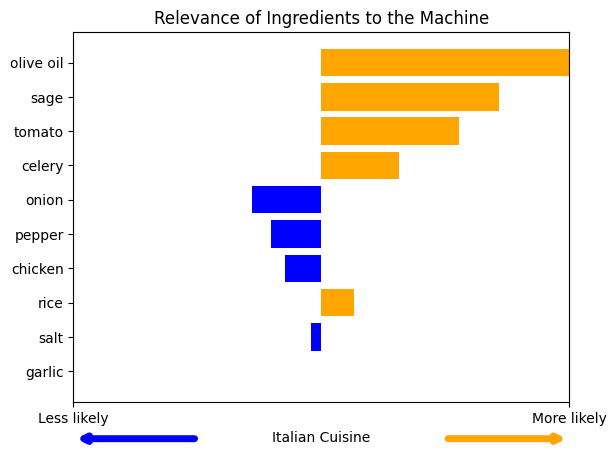 Relevance of Ingredients to the Machine
olive oil
sage
tomato
celery
onion
pepper
chicken
rice
salt
garlic
Less likely
More likely
Italian Cuisine